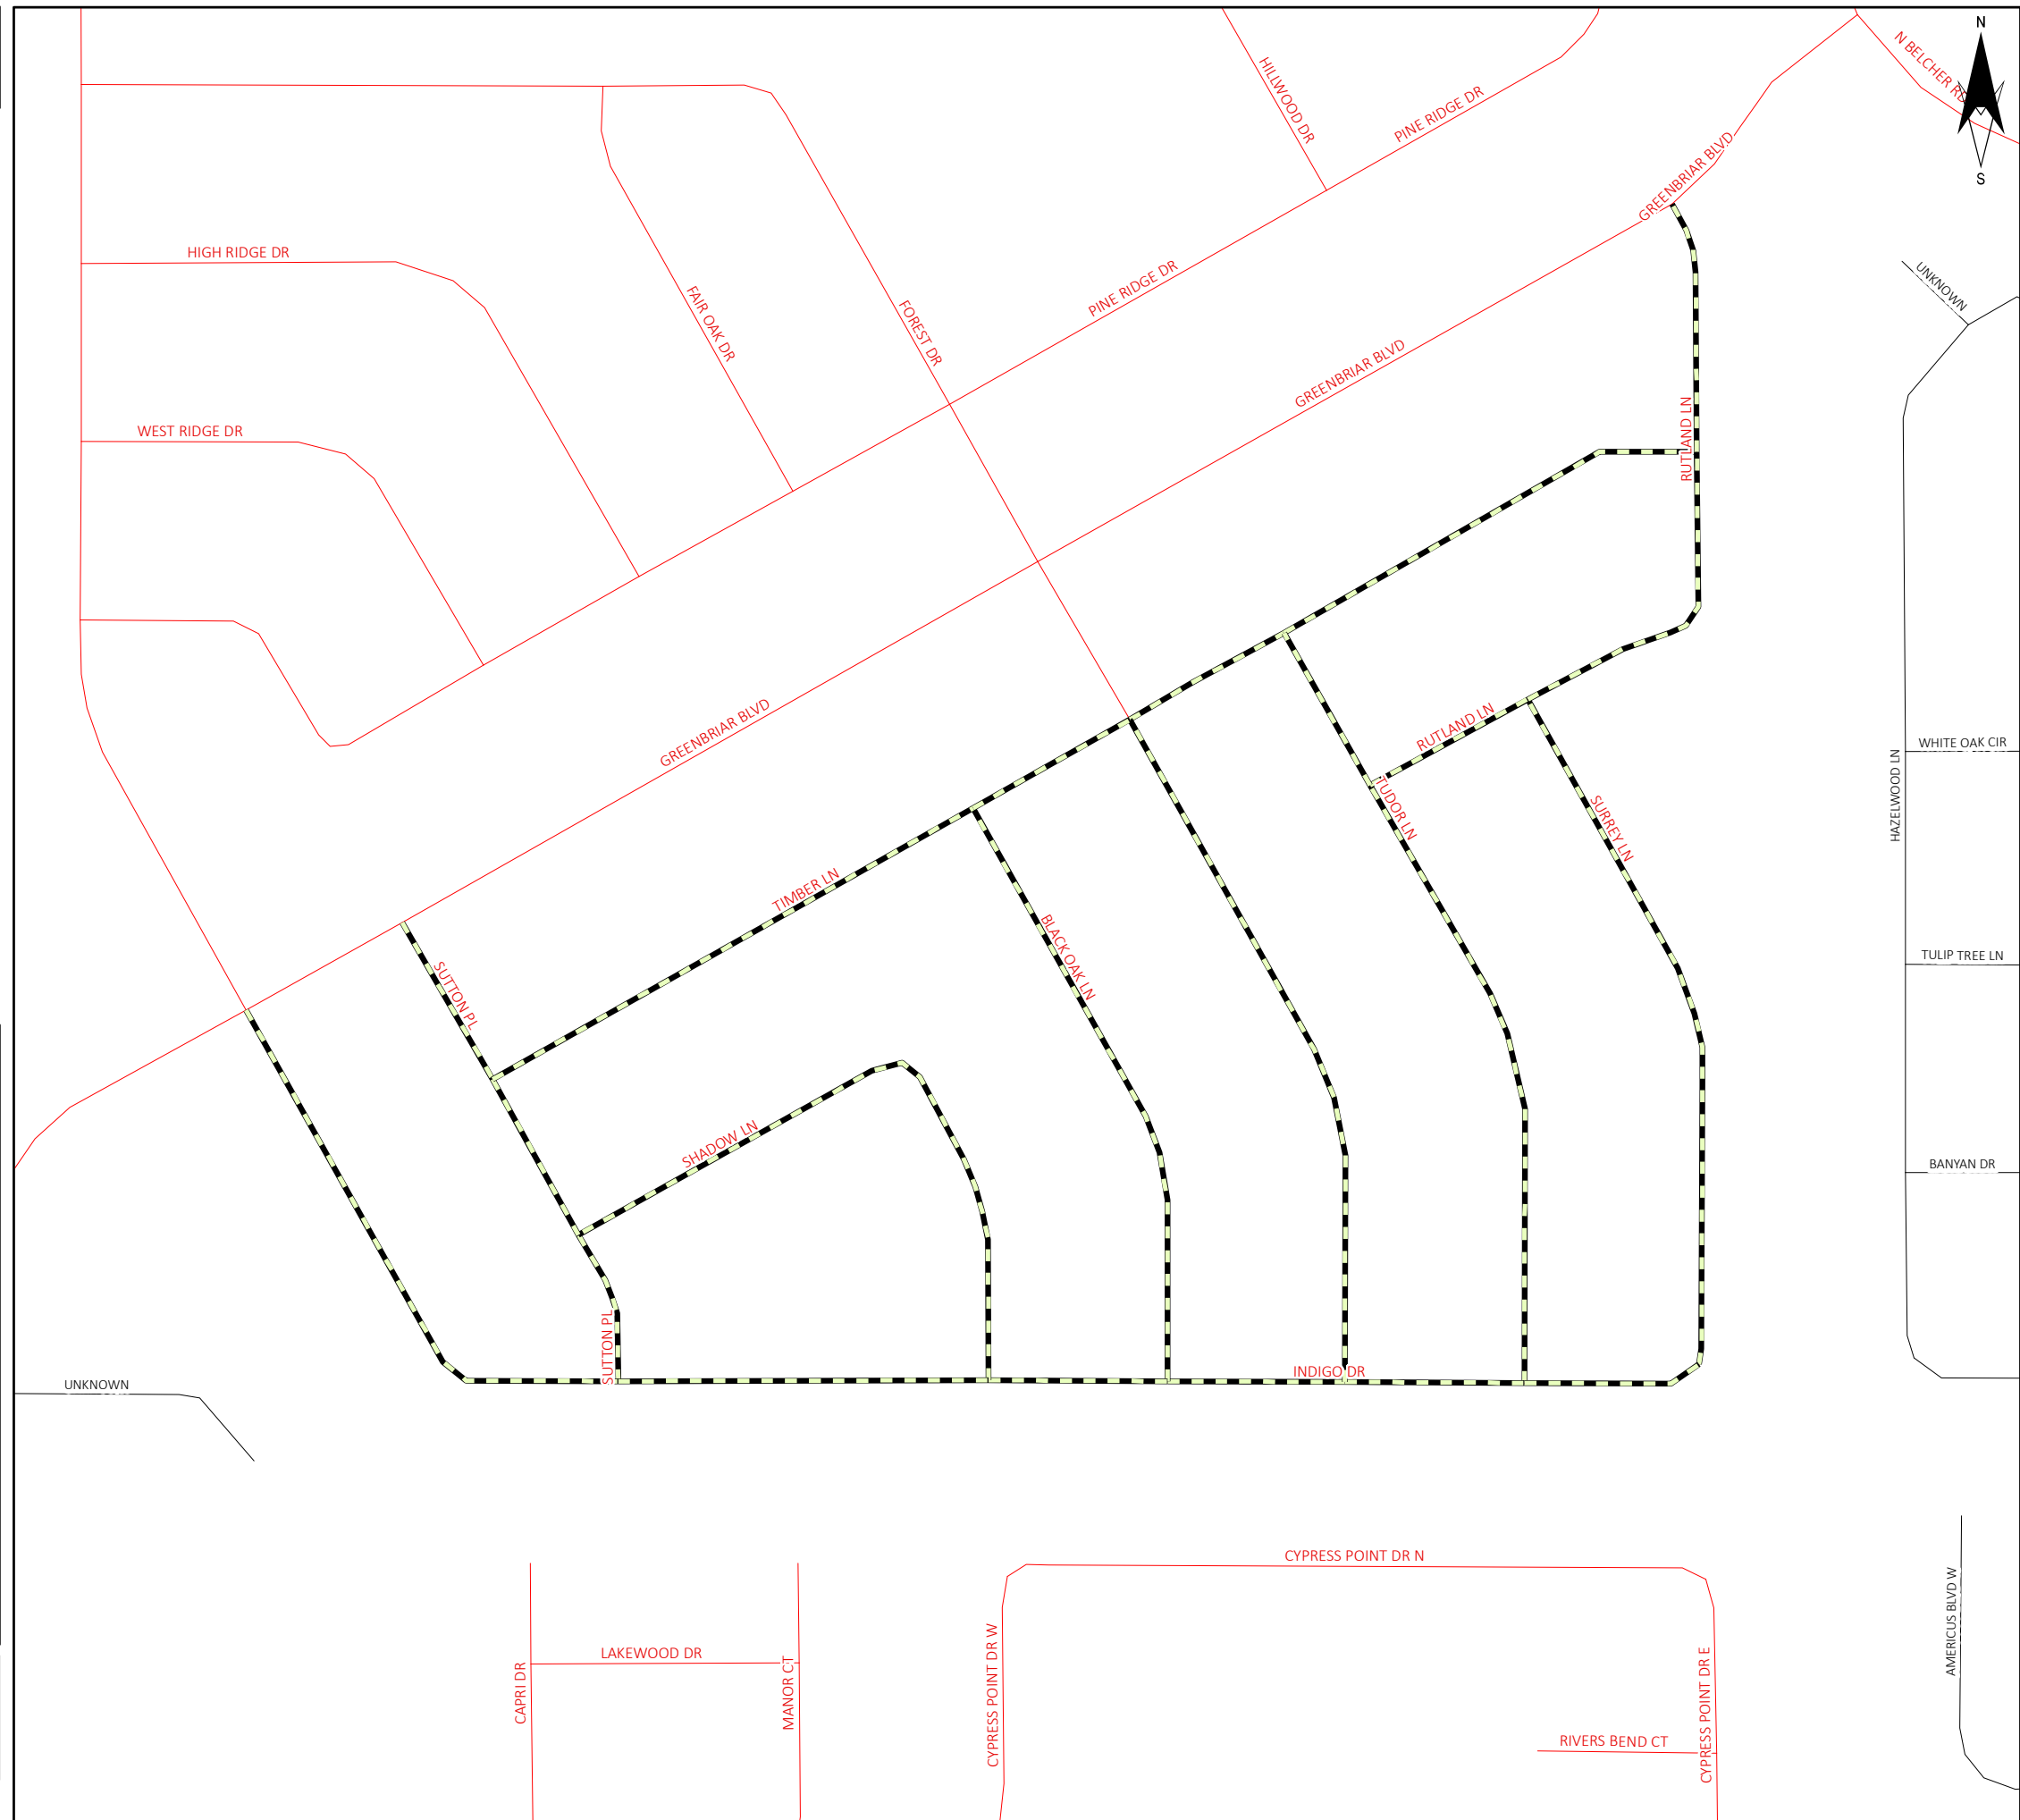 N
S
N BELCHER RD
HILLWOOD DR
PINE RIDGE DR
GREENBRIAR BLVD
HIGH RIDGE DR
PINE RIDGE DR
UNKNOWN
FAIR OAK DR
FOREST DR
GREENBRIAR BLVD
WEST RIDGE DR
RUTLAND LN
GREENBRIAR BLVD
RUTLAND LN
WHITE OAK CIR
HAZELWOOD LN
TUDOR LN
SURREY LN
TIMBER LN
BLACK OAK LN
TULIP TREE LN
SUTTON PL
SHADOW LN
BANYAN DR
SUTTON PL
INDIGO DR
UNKNOWN
CYPRESS POINT DR N
AMERICUS BLVD W
LAKEWOOD DR
CAPRI DR
MANOR CT
CYPRESS POINT DR W
CYPRESS POINT DR E
RIVERS BEND CT